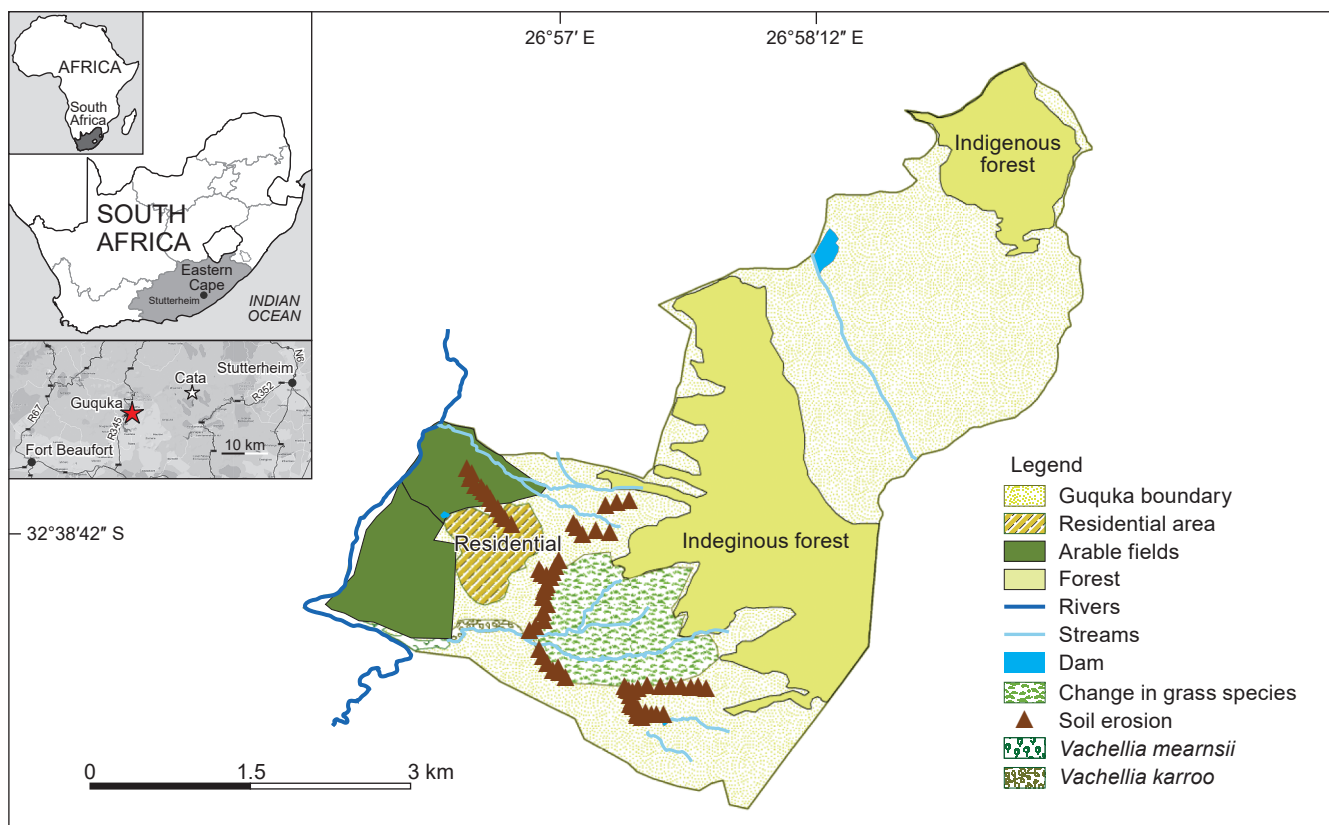 26°57′ E
26°58′12″ E
AFRICA
South
Africa
SOUTH
AFRICA
Eastern
Cape
Stutterheim
INDIAN
OCEAN
N6
Stutterheim
Cata
R352
Guquka
R67
R345
10 km
Fort Beaufort
Indigenous
forest
32°38′42″ S
Residential
Indeginous forest
Legend
Guquka boundary
Residential area
Arable fields
Forest
Rivers
Streams
Dam
Change in grass species
Soil erosion
Vachellia mearnsii
Vachellia karroo
0 1.5 3 km